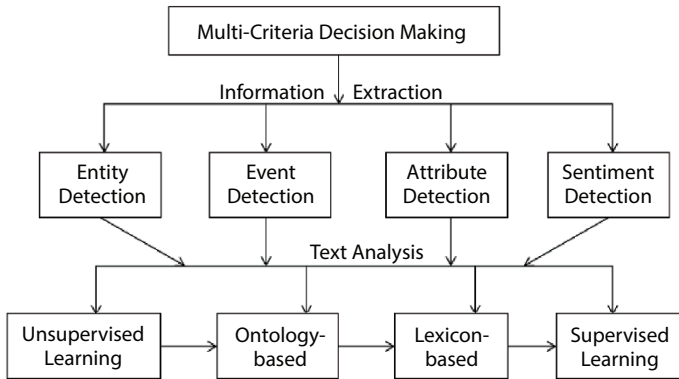 Multi-Criteria Decision Making
Information Extraction
Entity
Detection
Event
Detection
Attribute
Detection
Sentiment
Detection
Text Analysis
Unsupervised
Learning
Ontology-
based
Lexicon-
based
Supervised
Learning